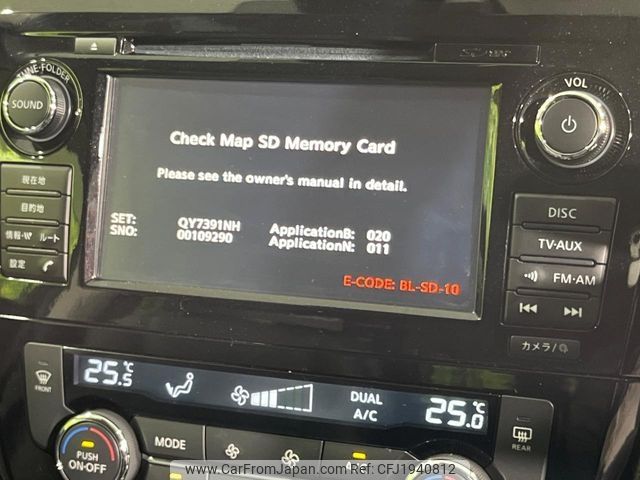 TUNE·FOLDER
SOUND
VOL
Check Map SD Memory Card
Please see the owner's manual in detail.
SET: QY7391NH ApplicationB: 020
SNO: 00109290 ApplicationN: 011
E-CODE: BL-SD-10
現在地
目的地
情報・VI ルート
設定
DISC
TV·AUX
FM·AM
カメラ/
FRONT
25.5°C
DUAL
A/C
25.0°C
REAR
PUSH
ON·OFF
MODE
www.CarFromJapan.com Photo ID: CFJ1940812